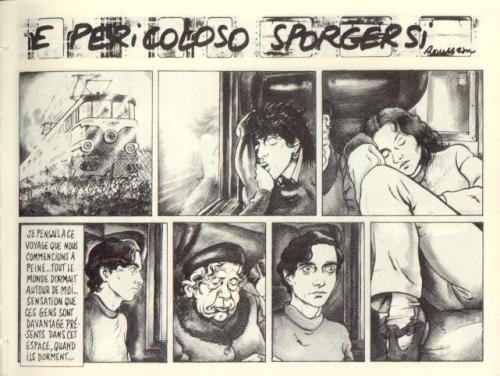 E PERICOLOSO SPORGERSI
Rousseau
JE PENSAIS À CE
VOYAGE QUE NOUS
COMMENCIONS À
PEINE...TOUT LE
MONDE DORMAIT
AUTOUR DE MOI..
SENSATION QUE
CES GENS SONT
DAVANTAGE PRÉ-
SENTS DANS CET
ESPACE, QUAND
ILS DORMENT...